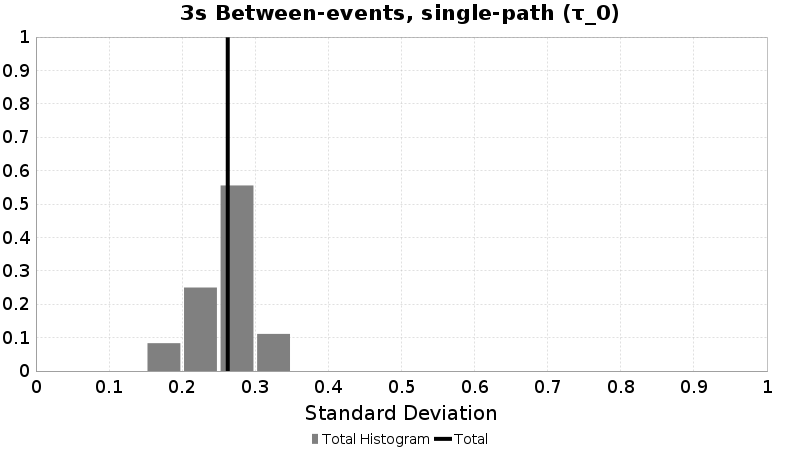 3s Between-events, single-path (τ_0)
1
0.9
0.8
0.7
0.6
0.5
0.4
0.3
0.2
0.1
0
0 0.1 0.2 0.3 0.4 0.5 0.6 0.7 0.8 0.9 1
Standard Deviation
Total Histogram Total